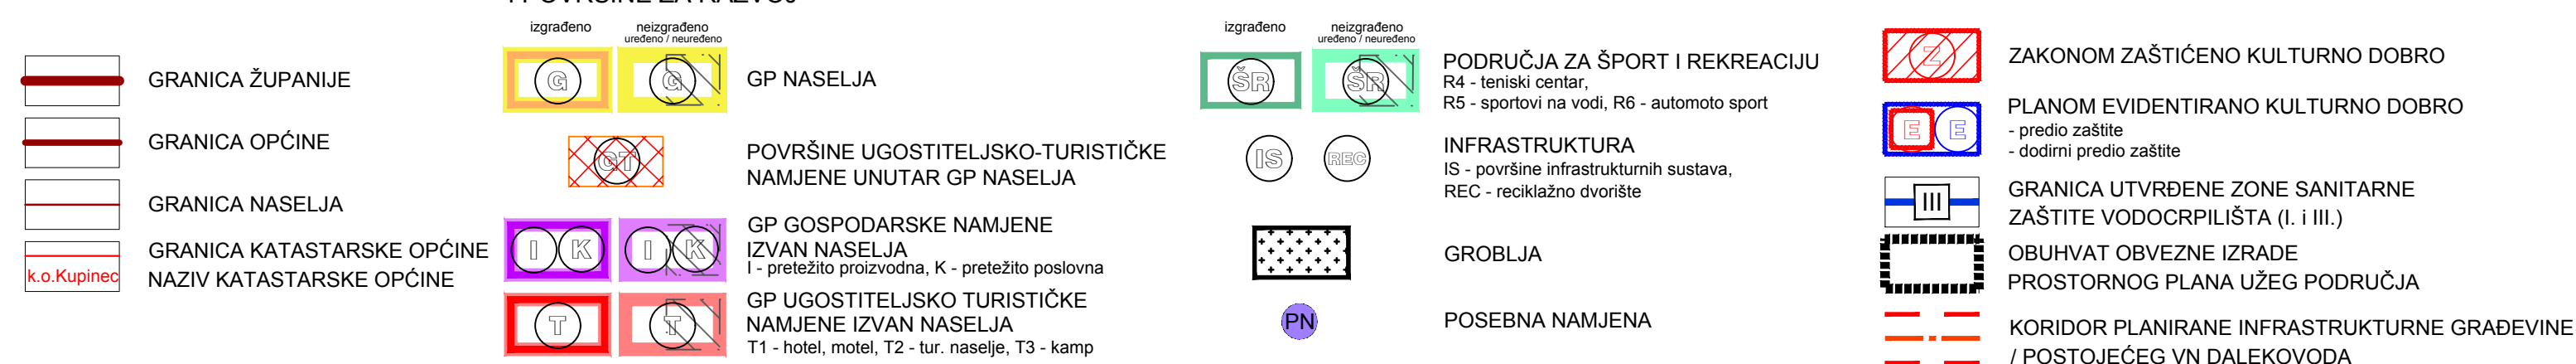 GRANICA ŽUPANIJE
GRANICA OPĆINE
GRANICA NASELJA
k.o.Kupinec
GRANICA KATASTARSKE OPĆINE
NAZIV KATASTARSKE OPĆINE
izgrađeno
neizgrađeno
uređeno / neuređeno
G
G
GP NASELJA
GT
POVRŠINE UGOSTITELJSKO-TURISTIČKE
NAMJENE UNUTAR GP NASELJA
I K
I K
GP GOSPODARSKE NAMJENE
IZVAN NASELJA
I - pretežito proizvodna, K - pretežito poslovna
T
T
GP UGOSTITELJSKO TURISTIČKE
NAMJENE IZVAN NASELJA
T1 - hotel, motel, T2 - tur. naselje, T3 - kamp
izgrađeno
neizgrađeno
uređeno / neuređeno
ŠR
ŠR
PODRUČJA ZA ŠPORT I REKREACIJU
R4 - teniski centar,
R5 - sportovi na vodi, R6 - automoto sport
IS
REC
INFRASTRUKTURA
IS - površine infrastrukturnih sustava,
REC - reciklažno dvorište
GROBLJA
PN
POSEBNA NAMJENA
Z
ZAKONOM ZAŠTIĆENO KULTURNO DOBRO
E E
PLANOM EVIDENTIRANO KULTURNO DOBRO
- predio zaštite
- dodirni predio zaštite
III
GRANICA UTVRĐENE ZONE SANITARNE
ZAŠTITE VODOCRPILIŠTA (I. i III.)
OBUHVAT OBVEZNE IZRADE
PROSTORNOG PLANA UŽEG PODRUČJA
KORIDOR PLANIRANE INFRASTRUKTURNE GRAĐEVINE
/ POSTOJEĆEG VN DALEKOVODA